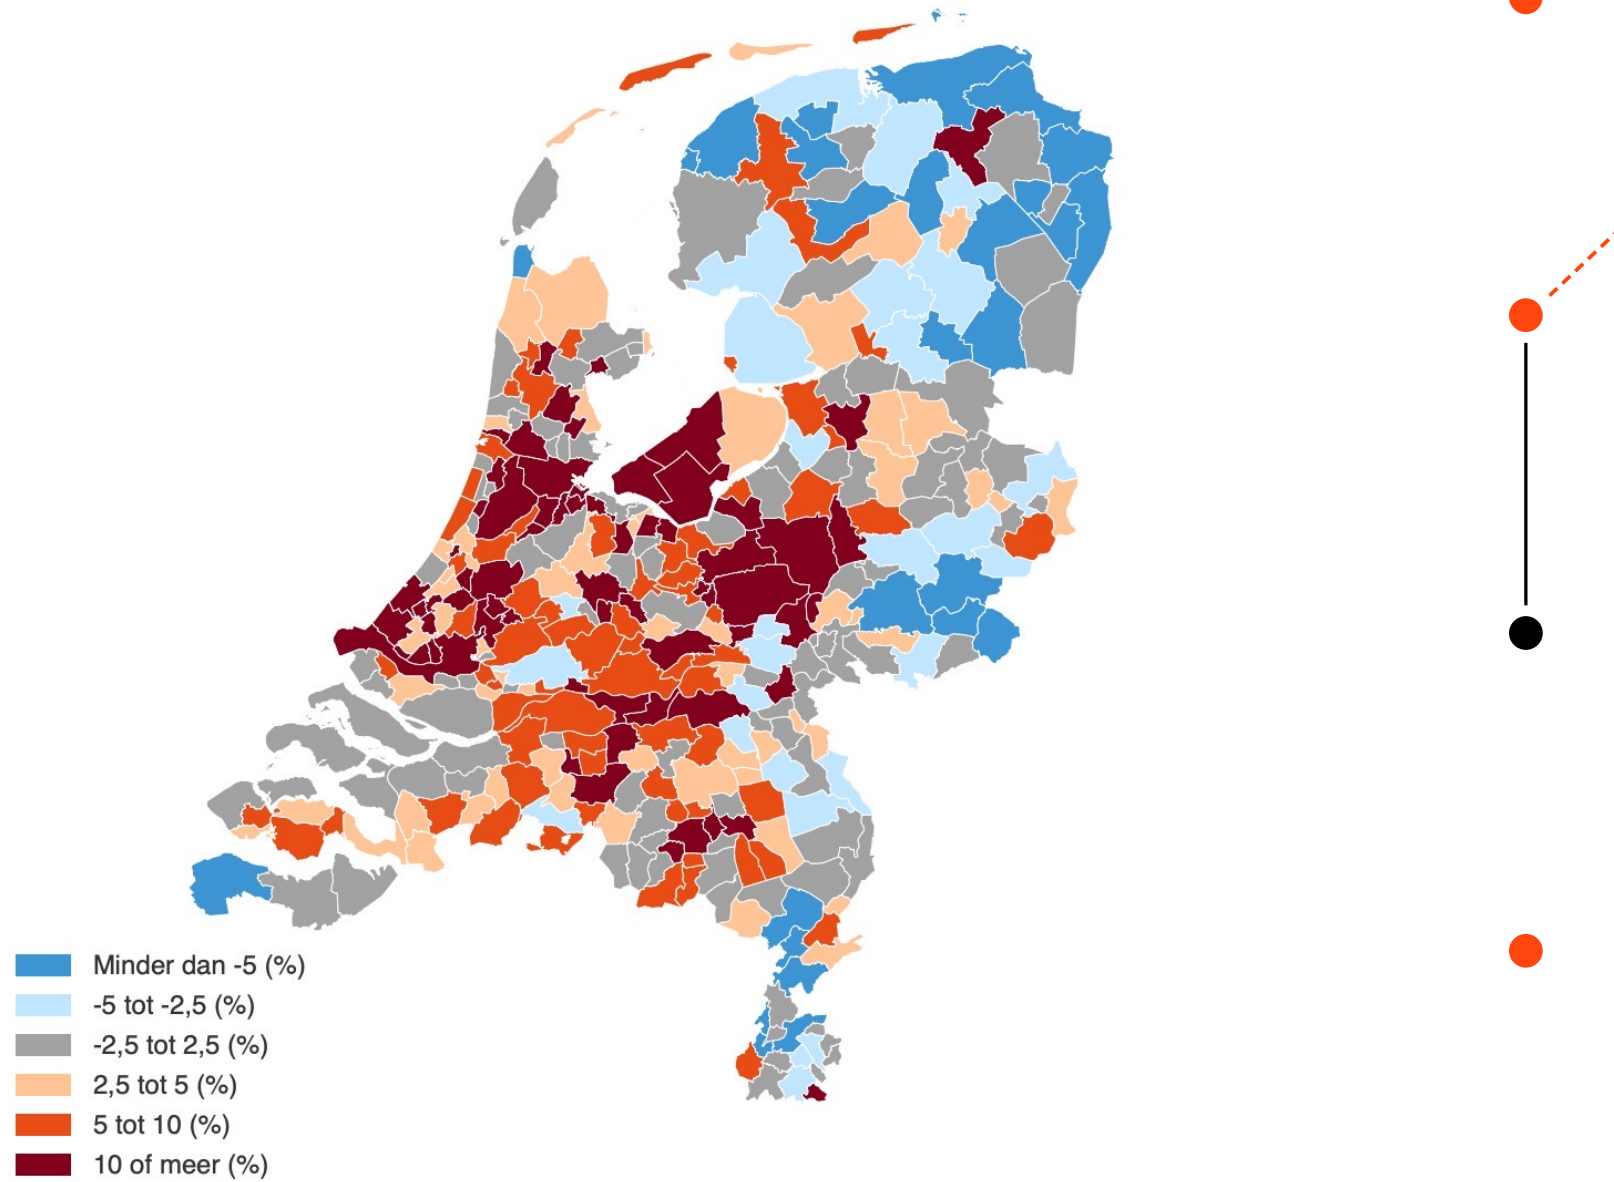 Minder dan -5 (%)
-5 tot -2,5 (%)
-2,5 tot 2,5 (%)
2,5 tot 5 (%)
5 tot 10 (%)
10 of meer (%)